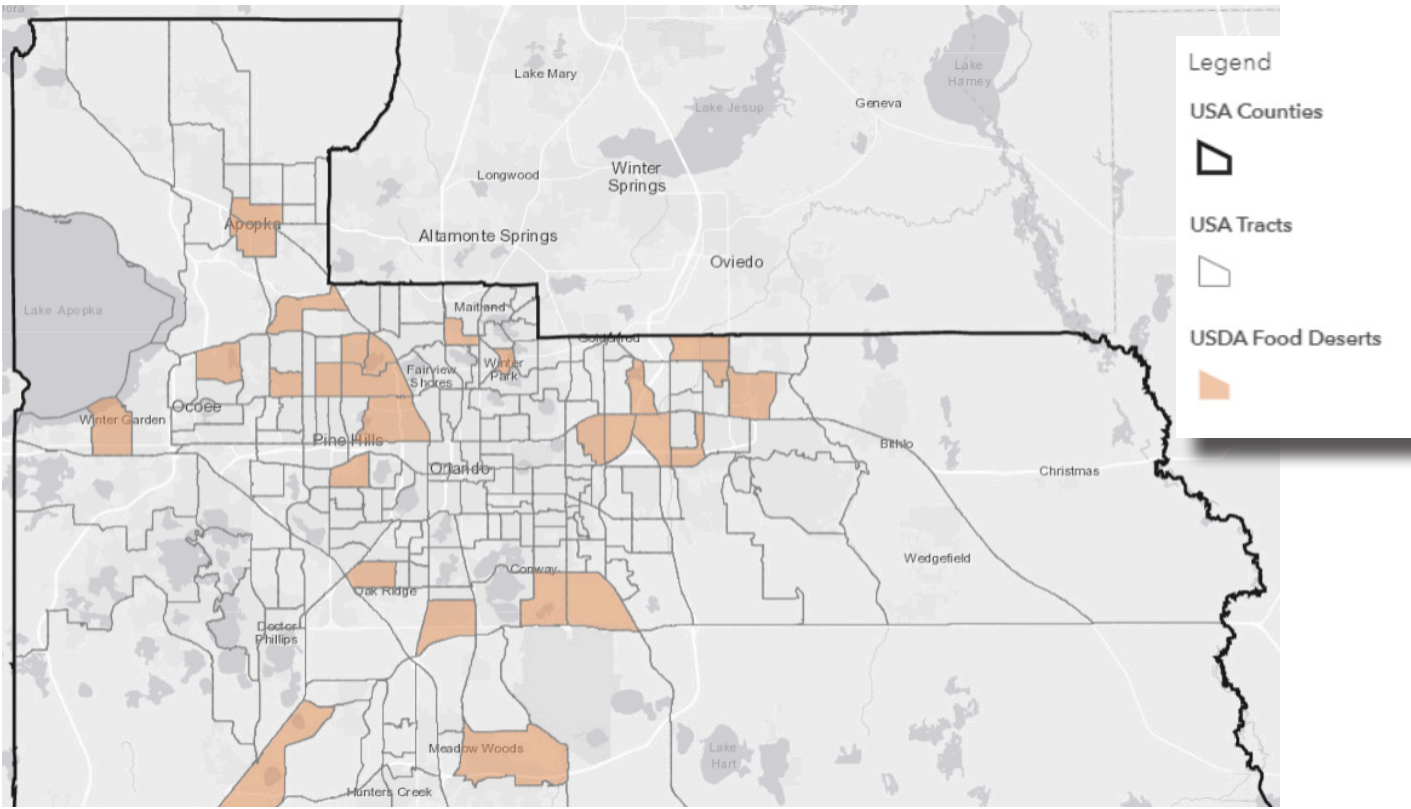 Lake Mary
Lake Jesup
Geneva
Lake
Harney
Longwood
Winter
Springs
Apopka
Altamonte Springs
Oviedo
Lake Apopka
Maitland
Goldenrod
Fairview
Shores
Winter
Park
Ocoee
Winter Garden
Pine Hills
Orlando
Bithlo
Christmas
Conway
Wedgefield
Oak Ridge
Doctor
Phillips
Meadow Woods
Lake
Hart
Hunters Creek
Legend
USA Counties
USA Tracts
USDA Food Deserts